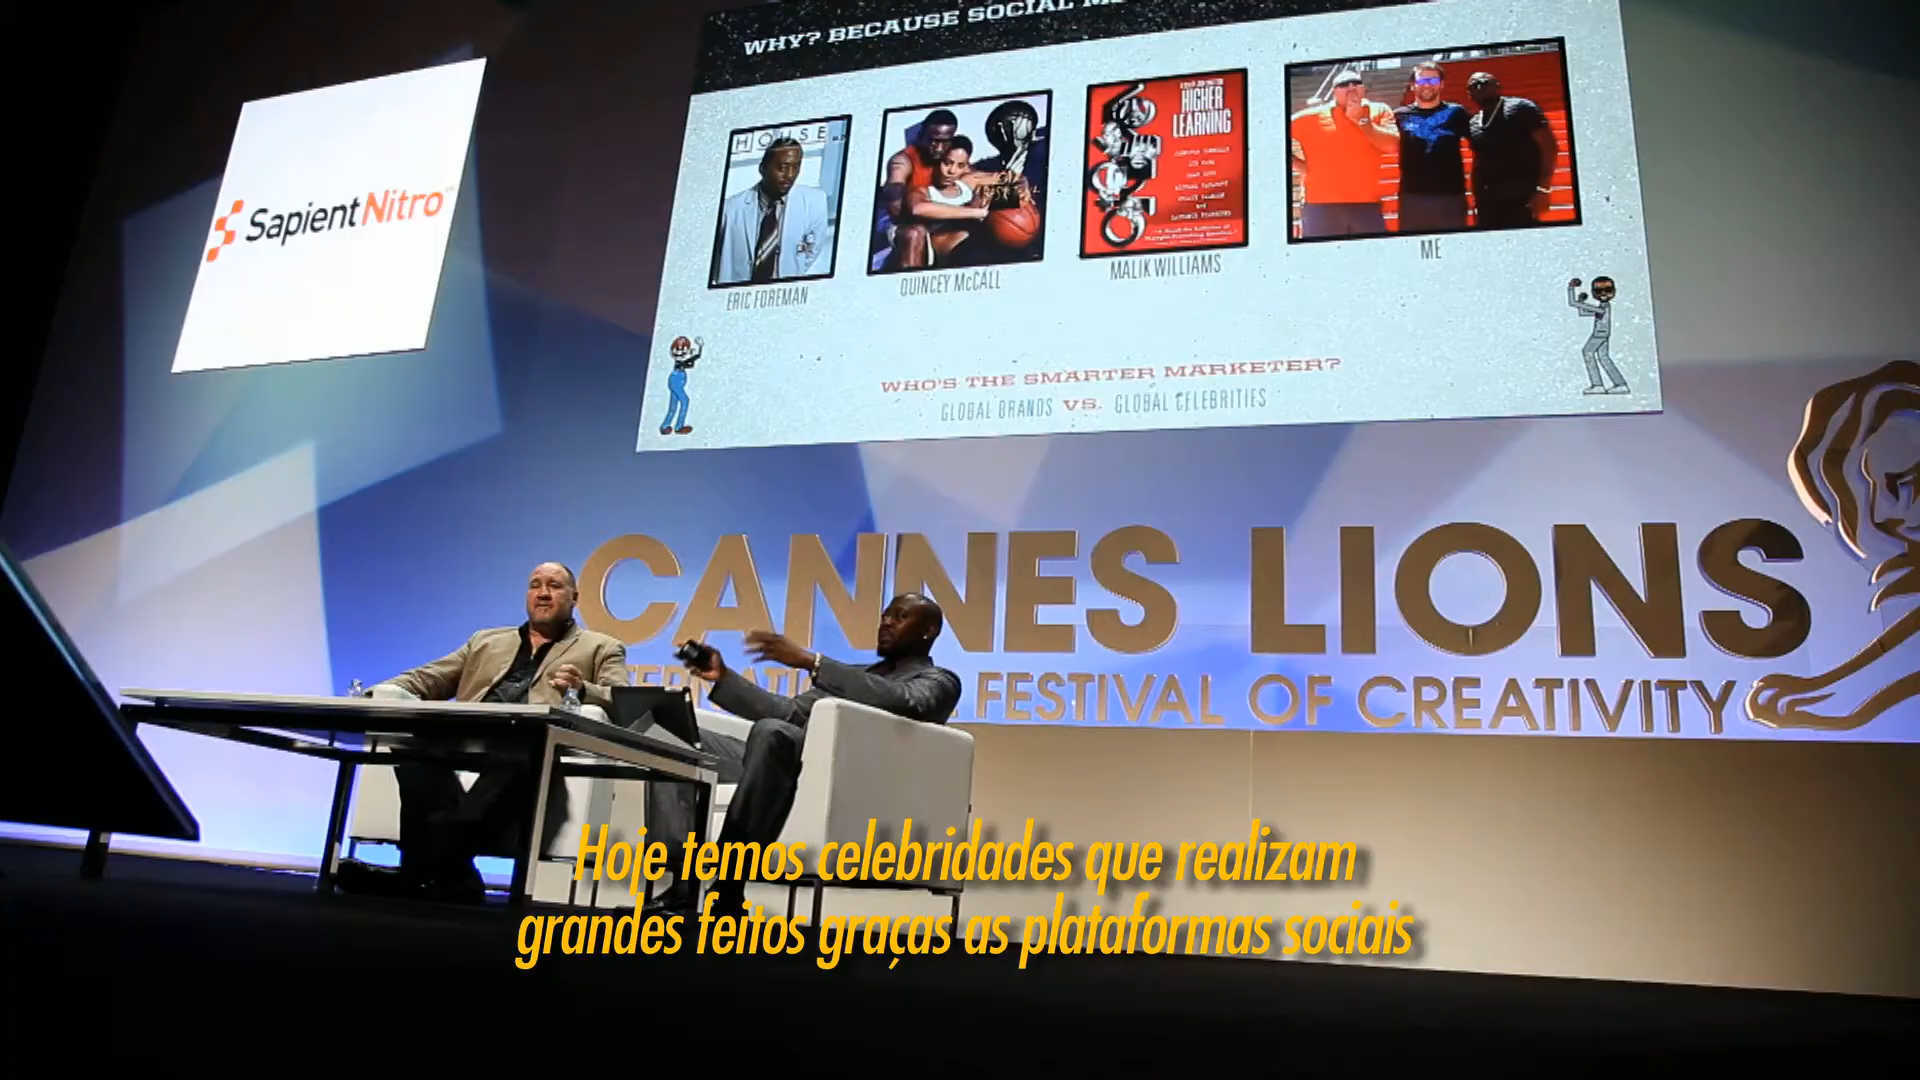 WHY? BECAUSE SOCIAL
SapientNitro
HOUSE
HIGHER
LEARNING
ERIC FOREMAN
QUINCEY McCALL
MALIK WILLIAMS
ME
WHO'S THE SMARTER MARKETER?
GLOBAL BRANDS VS. GLOBAL CELEBRITIES
CANNES LIONS
FESTIVAL OF CREATIVITY
Hoje temos celebridades que realizam
grandes feitos graças as plataformas sociais